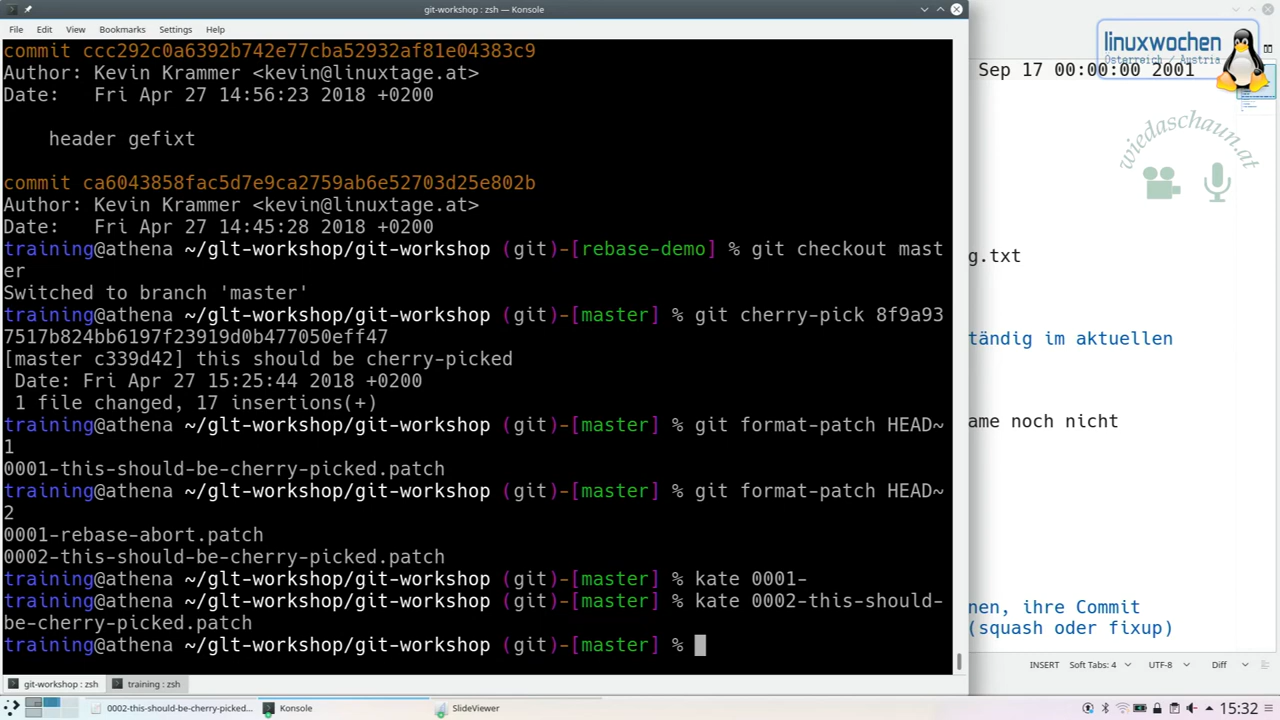 git-workshop : zsh — Konsole
File Edit View Bookmarks Settings Help
commit ccc292c0a6392b742e77cba52932af81e04383c9
Author: Kevin Krammer <kevin@linuxtage.at>
Date:   Fri Apr 27 14:56:23 2018 +0200
header gefixt
commit ca6043858fac5d7e9ca2759ab6e52703d25e802b
Author: Kevin Krammer <kevin@linuxtage.at>
Date:   Fri Apr 27 14:45:28 2018 +0200
training@athena ~/glt-workshop/git-workshop (git)-[rebase-demo] % git checkout mast
er
Switched to branch 'master'
training@athena ~/glt-workshop/git-workshop (git)-[master] % git cherry-pick 8f9a93
7517b824bb6197f23919d0b477050eff47
[master c339d42] this should be cherry-picked
Date: Fri Apr 27 15:25:44 2018 +0200
1 file changed, 17 insertions(+)
training@athena ~/glt-workshop/git-workshop (git)-[master] % git format-patch HEAD~
1
0001-this-should-be-cherry-picked.patch
training@athena ~/glt-workshop/git-workshop (git)-[master] % git format-patch HEAD~
2
0001-rebase-abort.patch
0002-this-should-be-cherry-picked.patch
training@athena ~/glt-workshop/git-workshop (git)-[master] % kate 0001-
training@athena ~/glt-workshop/git-workshop (git)-[master] % kate 0002-this-should-
be-cherry-picked.patch
training@athena ~/glt-workshop/git-workshop (git)-[master] %
git-workshop : zsh
training : zsh
linuxwochen
Österreich / Austria
Sep 17 00:00:00 2001
wiedaschaun.at
g.txt
tändig im aktuellen
ame noch nicht
nen, ihre Commit
(squash oder fixup)
INSERT Soft Tabs: 4 UTF-8 Diff
0002-this-should-be-cherry-picked... Konsole SlideViewer 15:32